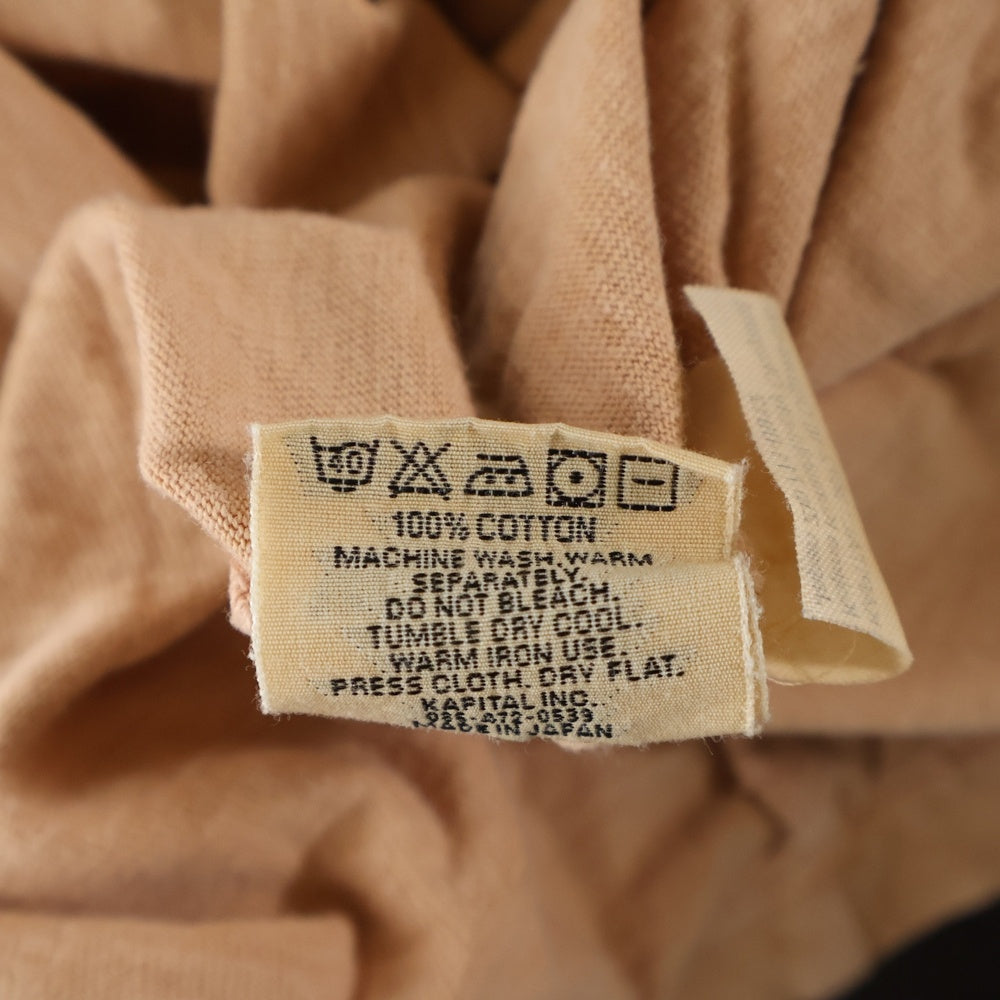 40
100% COTTON
MACHINE WASH.WARM
SEPARATELY.
DO NOT BLEACH.
TUMBLE DRY COOL.
WARM IRON USE.
PRESS CLOTH. DRY FLAT.
KAPITAL INC.
MADE IN JAPAN